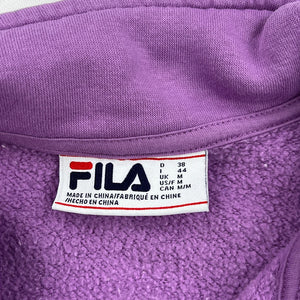 FILA
D 38
I 44
UK M
US/F M
CAN M/M
MADE IN CHINA/FABRIQUÉ EN CHINE
/HECHO EN CHINA